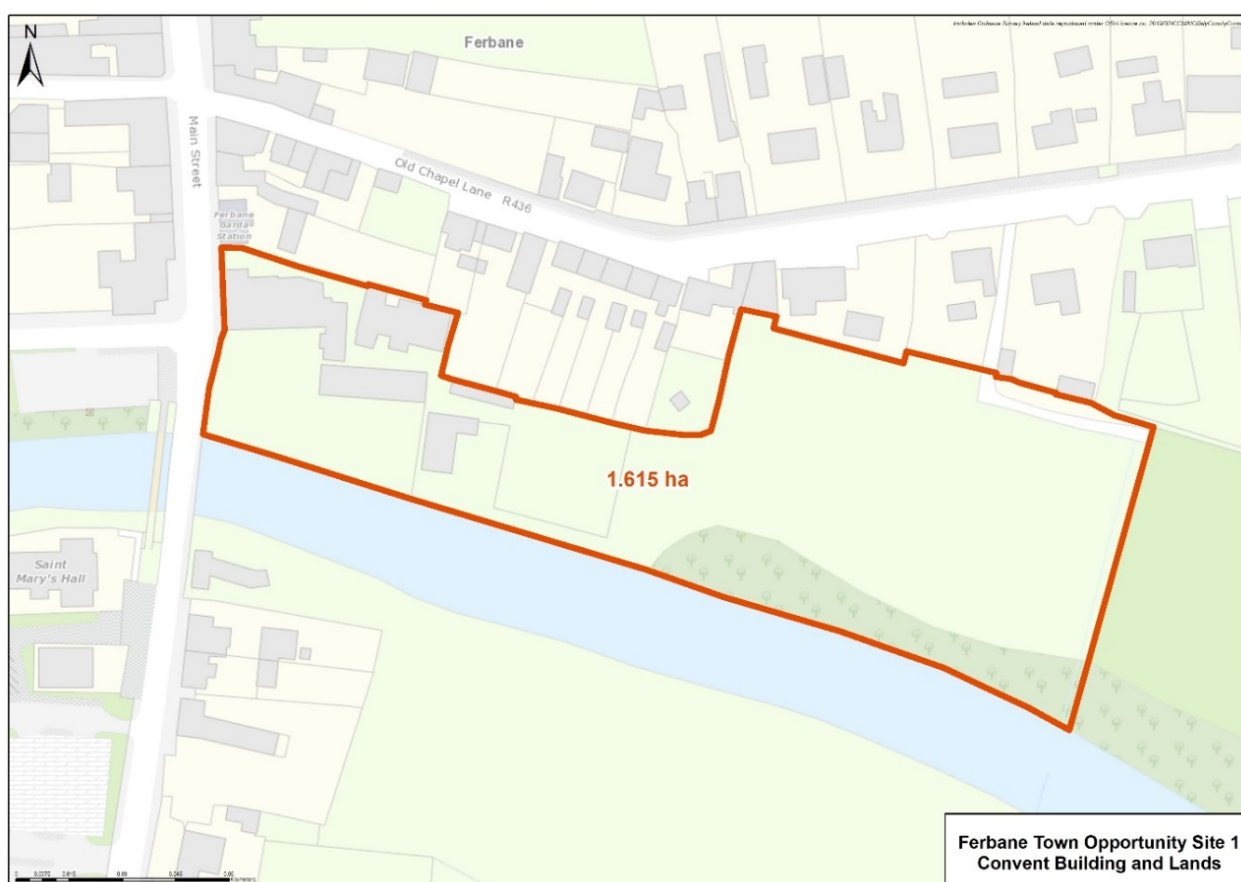 N
Ferbane
Main Street
Old Chapel Lane R436
Ferbane
Garda
Station
1.615 ha
Saint
Mary's Hall
Ferbane Town Opportunity Site 1
Convent Building and Lands